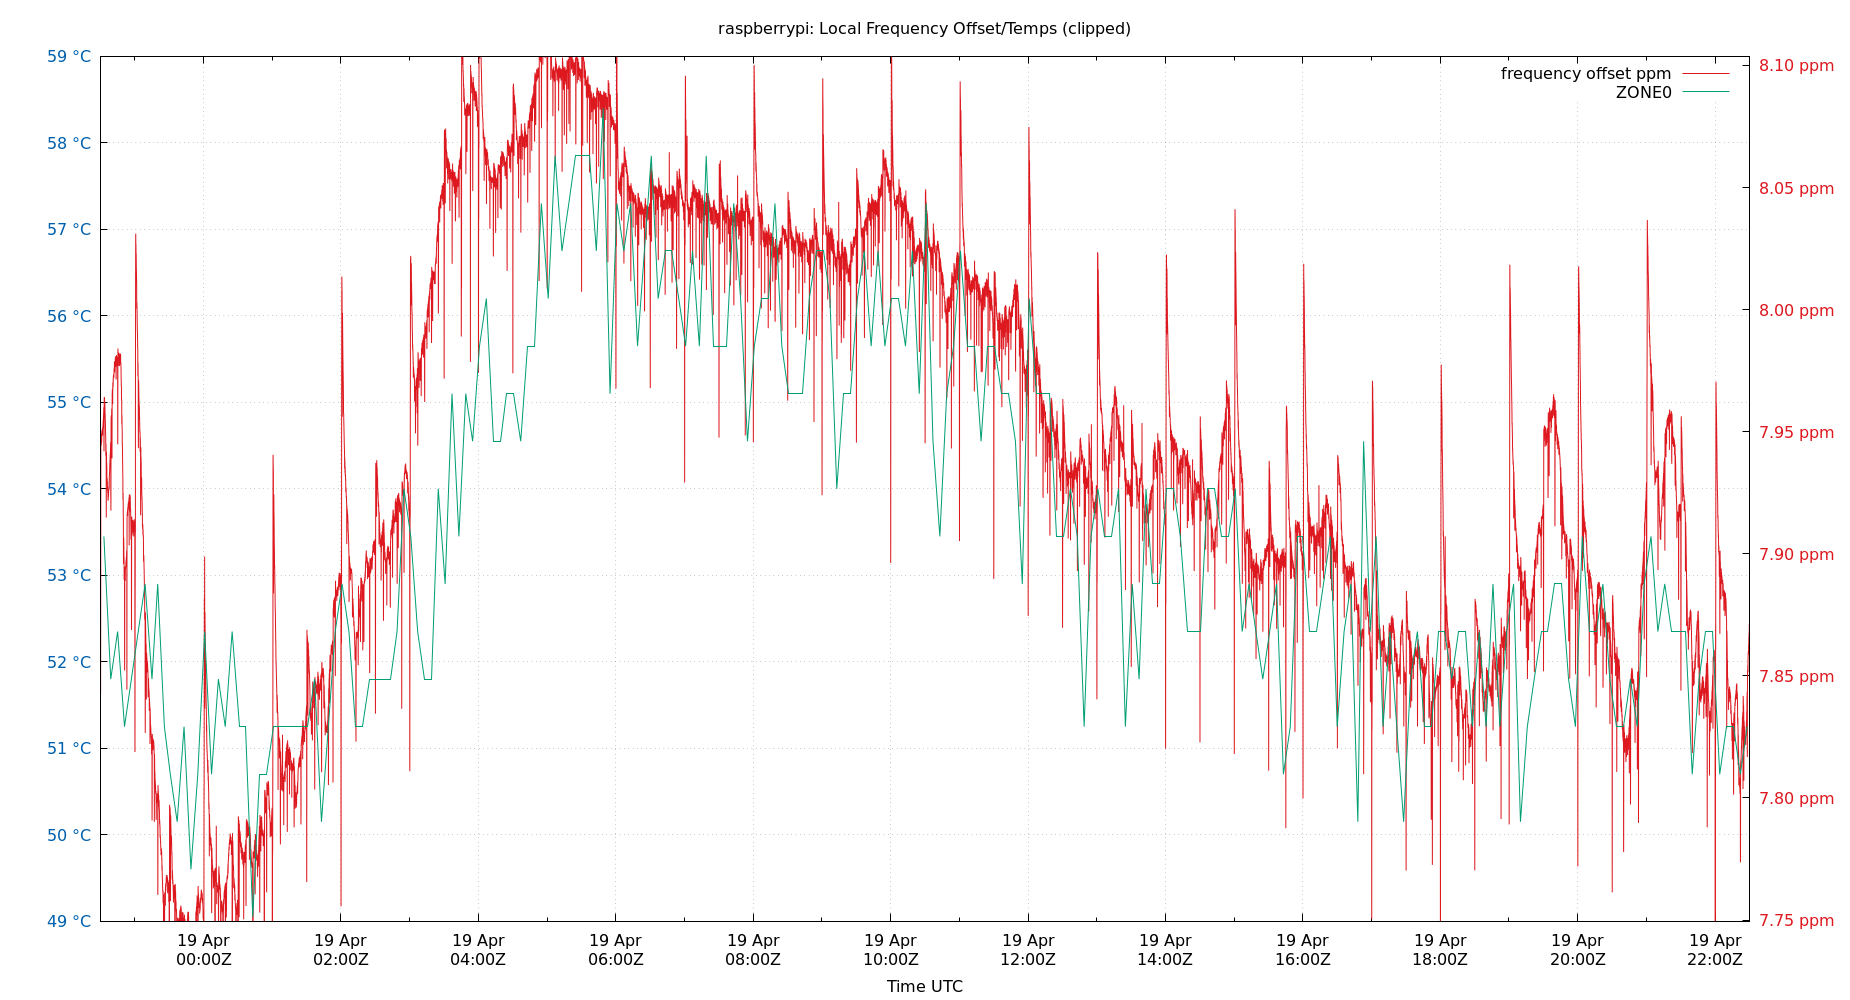 raspberrypi: Local Frequency Offset/Temps (clipped)
frequency offset ppm
ZONE0
59 °C
58 °C
57 °C
56 °C
55 °C
54 °C
53 °C
52 °C
51 °C
50 °C
49 °C
8.10 ppm
8.05 ppm
8.00 ppm
7.95 ppm
7.90 ppm
7.85 ppm
7.80 ppm
7.75 ppm
19 Apr 19 Apr 19 Apr 19 Apr 19 Apr 19 Apr 19 Apr 19 Apr 19 Apr 19 Apr 19 Apr 19 Apr
00:00Z 02:00Z 04:00Z 06:00Z 08:00Z 10:00Z 12:00Z 14:00Z 16:00Z 18:00Z 20:00Z 22:00Z
Time UTC